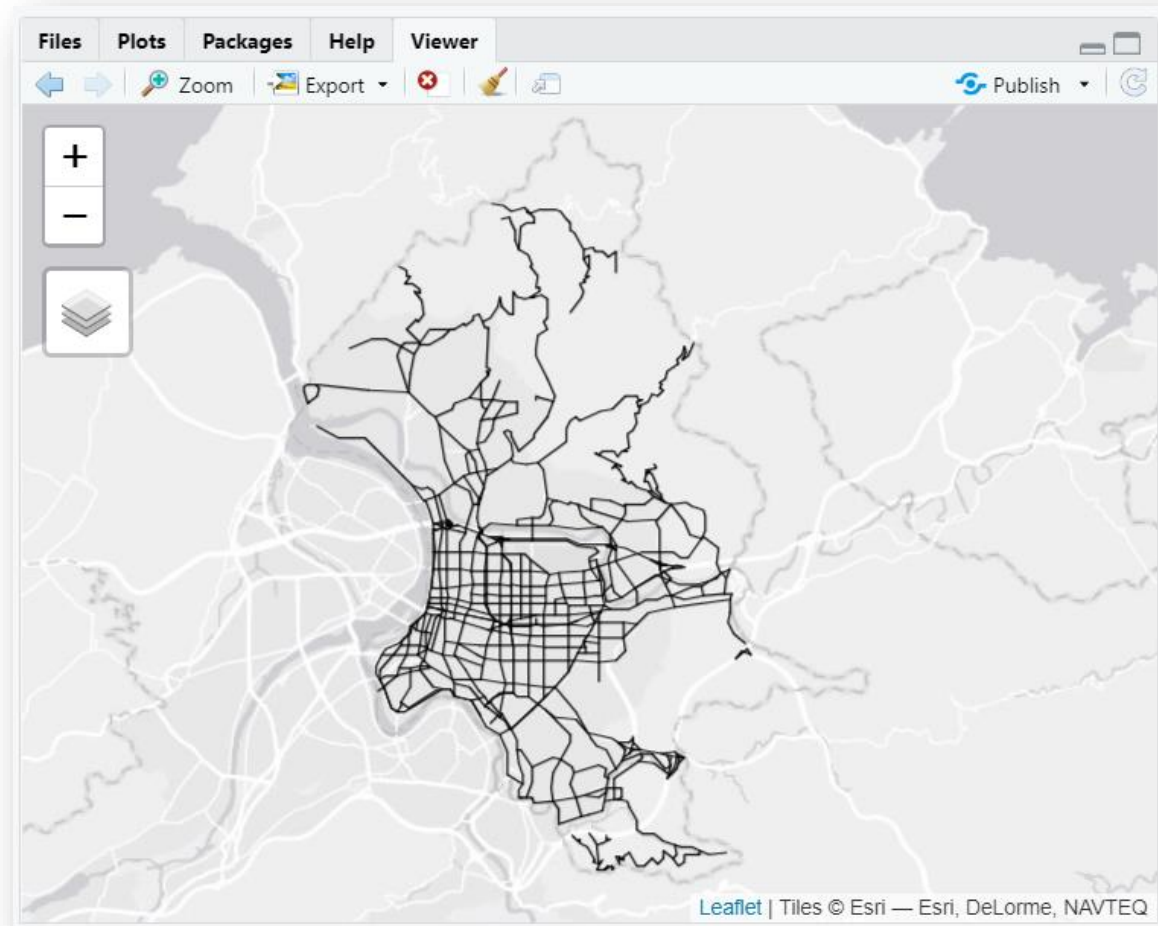 Files Plots Packages Help Viewer
Zoom Export Publish
+
−
Leaflet | Tiles © Esri — Esri, DeLorme, NAVTEQ